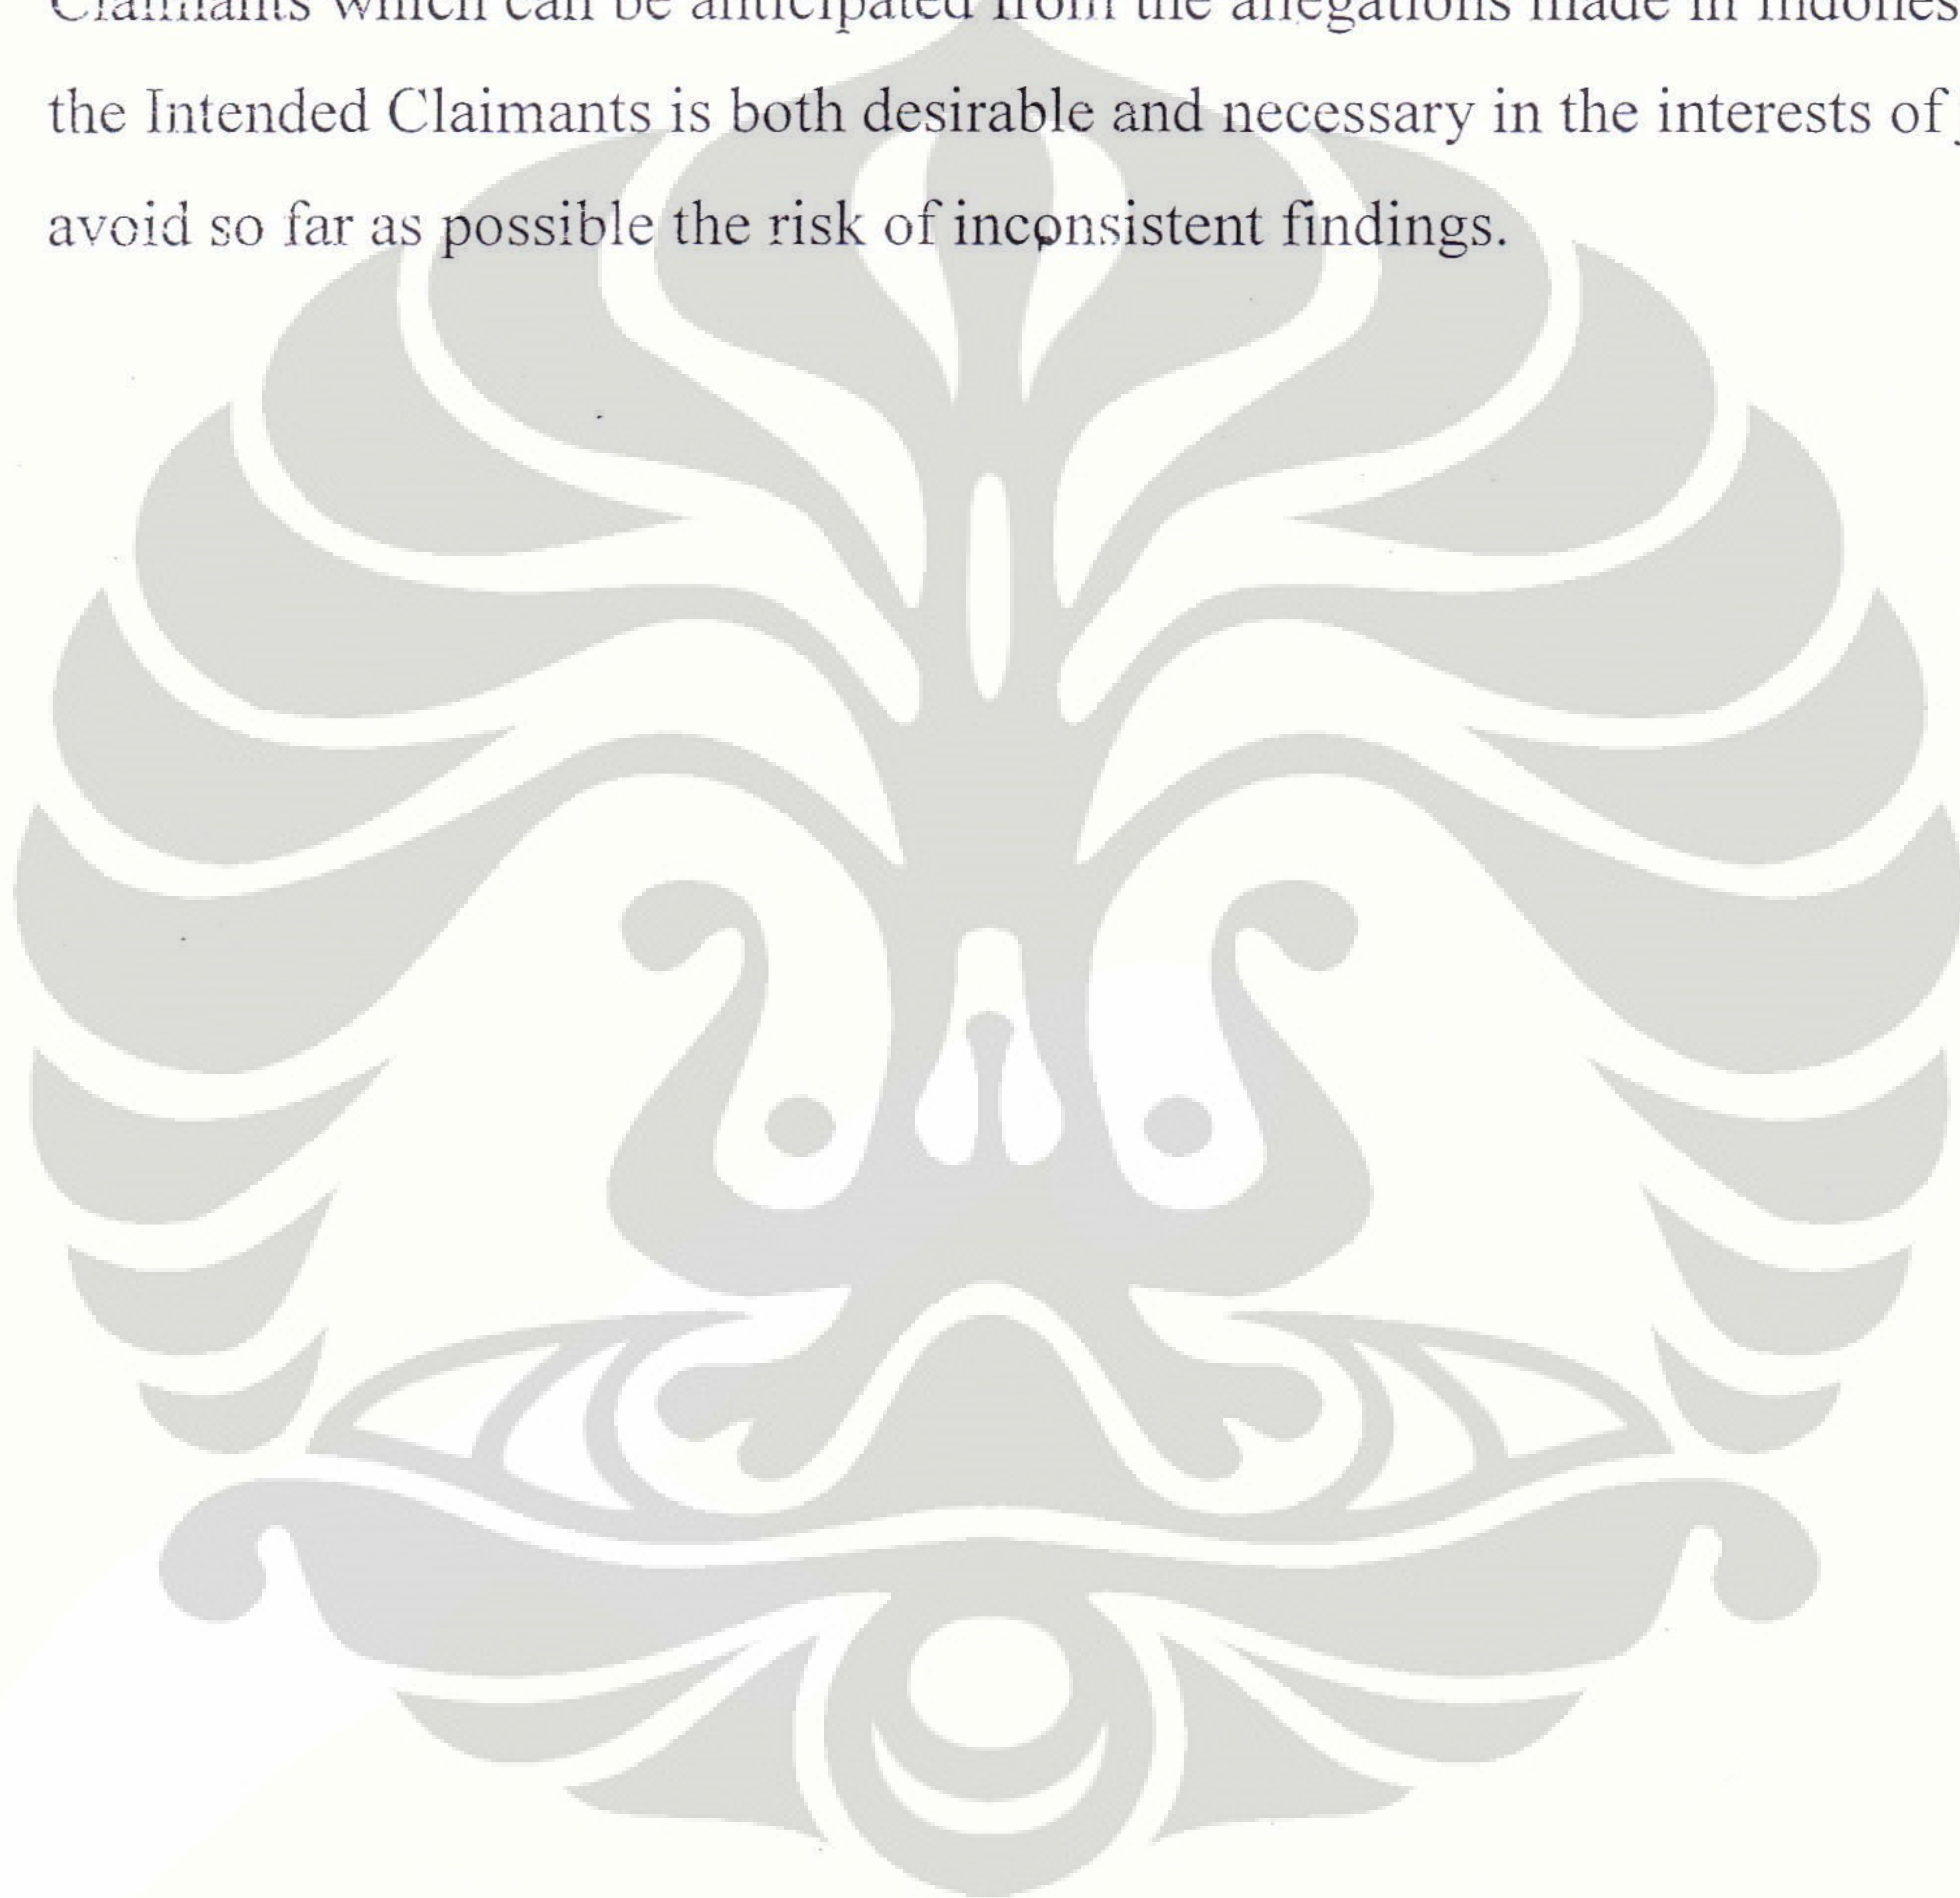 Claimants which can be anticipated from the allegations made in Indones
the Intended Claimants is both desirable and necessary in the interests of
avoid so far as possible the risk of inconsistent findings.